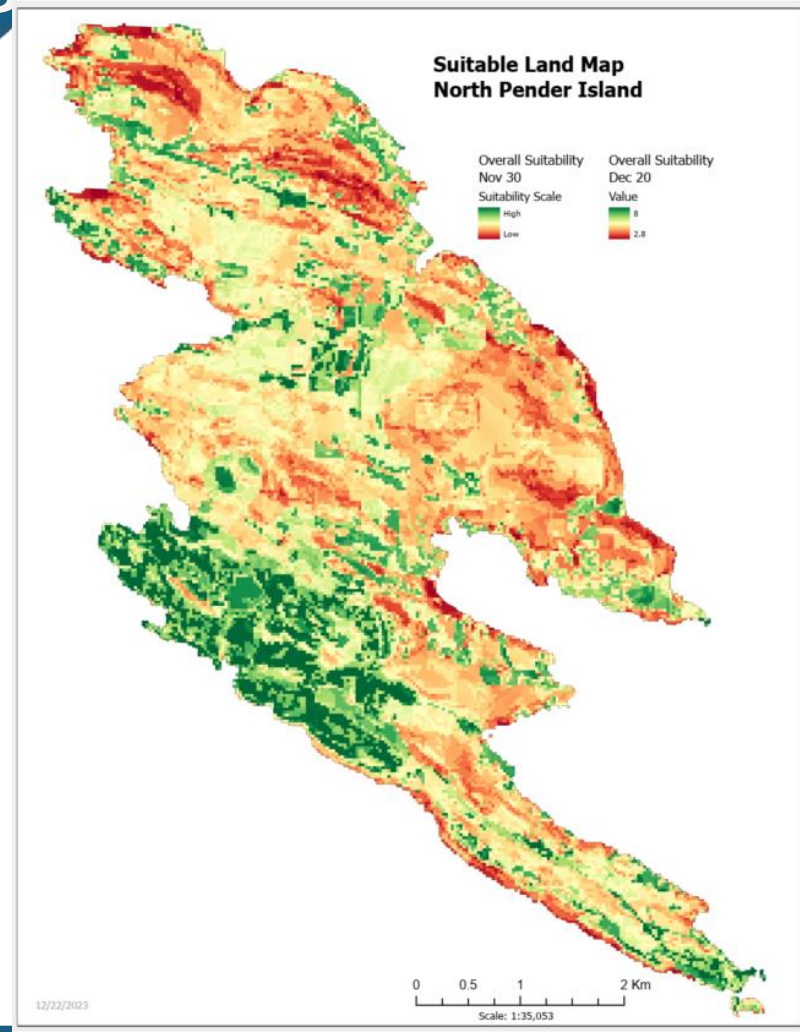 Suitable Land Map
North Pender Island
Overall Suitability
Nov 30
Suitability Scale
High
Low
Overall Suitability
Dec 20
Value
8
2.8
0 0.5 1 2 Km
Scale: 1:35,053
12/22/2023